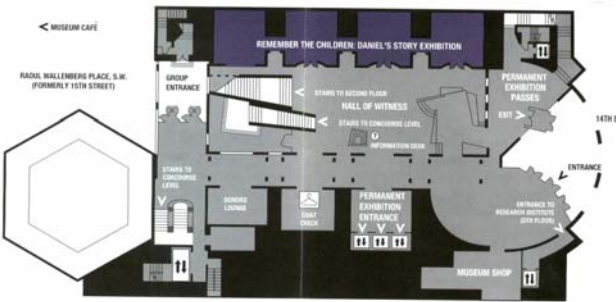 MUSEUM CAFÉ
RAOUL WALLENBERG PLACE, S.W.
(FORMERLY 15TH STREET)
REMEMBER THE CHILDREN: DANIEL'S STORY EXHIBITION
GROUP
ENTRANCE
STAIRS TO SECOND FLOOR
HALL OF WITNESS
STAIRS TO CONCOURSE LEVEL
?
INFORMATION DESK
PERMANENT
EXHIBITION
PASSES
EXIT
14TH
ENTRANCE
STAIRS TO
CONCOURSE
LEVEL
DONORS
LOUNGE
COAT
CHECK
PERMANENT
EXHIBITION
ENTRANCE
ENTRANCE TO
RESEARCH INSTITUTE
(5TH FLOOR)
MUSEUM SHOP